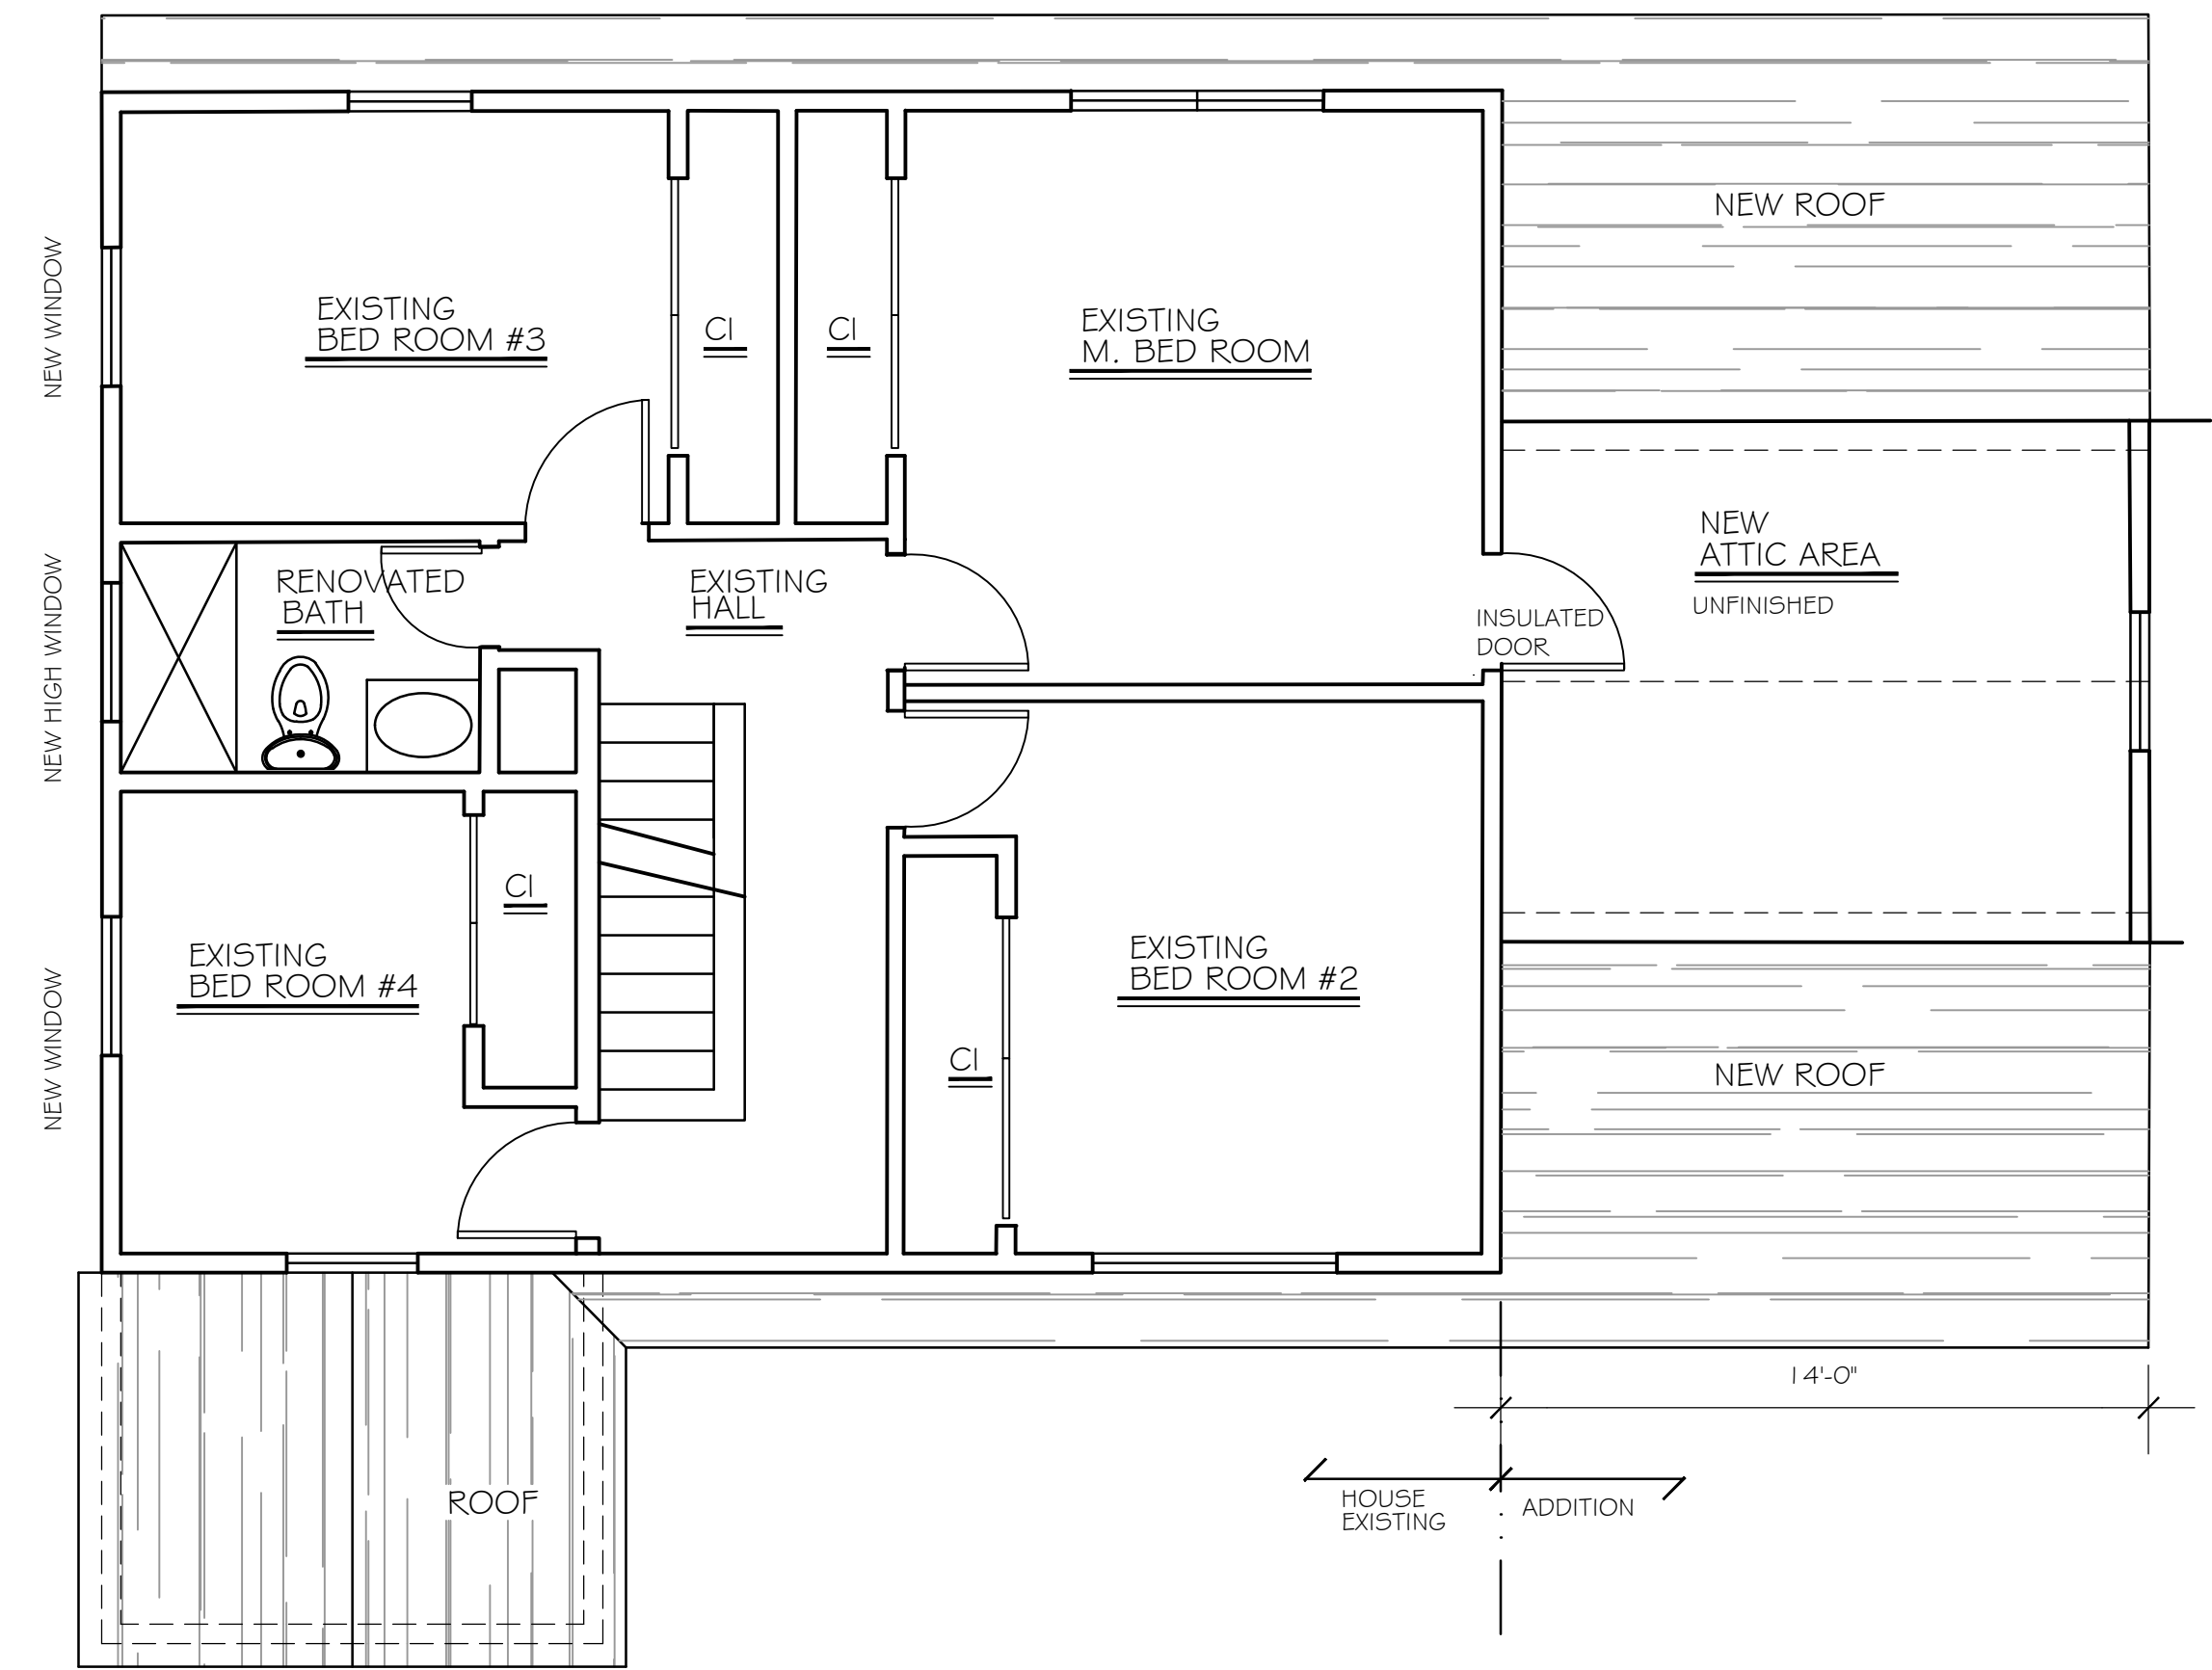 NEW ROOF
NEW WINDOW
EXISTING
BED ROOM #3
Cl
Cl
EXISTING
M. BED ROOM
NEW
ATTIC AREA
UNFINISHED
NEW HIGH WINDOW
RENOVATED
BATH
EXISTING
HALL
INSULATED
DOOR
Cl
EXISTING
BED ROOM #4
EXISTING
BED ROOM #2
NEW WINDOW
Cl
NEW ROOF
14'-0"
ROOF
HOUSE
EXISTING
ADDITION